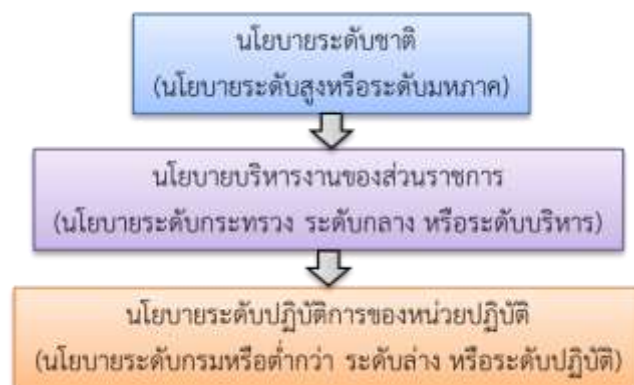 นโยบายระดับชาติ
(นโยบายระดับสูงหรือระดับมหภาค)
นโยบายบริหารงานของส่วนราชการ
(นโยบายระดับกระทรวง ระดับกลาง หรือระดับบริหาร)
นโยบายระดับปฏิบัติการของหน่วยปฏิบัติ
(นโยบายระดับกรมหรือต่ำกว่า ระดับล่าง หรือระดับปฏิบัติ)